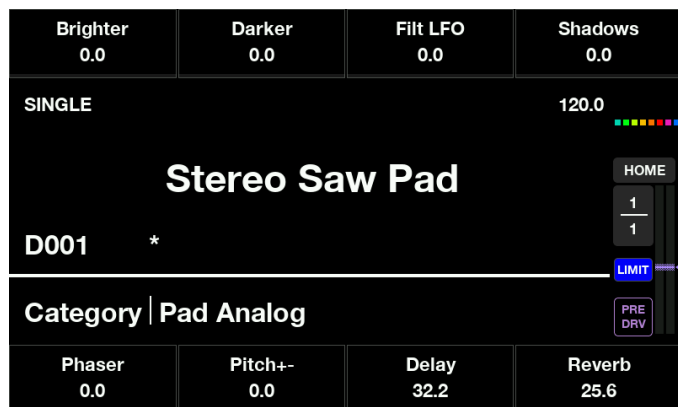 Brighter Darker Filt LFO Shadows
0.0 0.0 0.0 0.0
SINGLE 120.0
HOME
Stereo Saw Pad
1
1
D001 *
LIMIT
Category Pad Analog
PRE
DRV
Phaser Pitch+- Delay Reverb
0.0 0.0 32.2 25.6